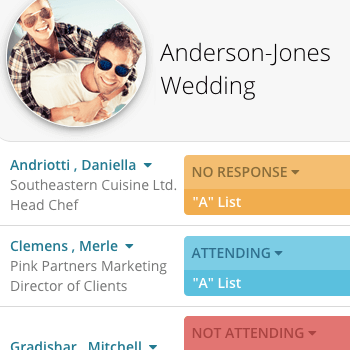 Anderson-Jones
Wedding
Andriotti , Daniella
Southeastern Cuisine Ltd.
Head Chef
NO RESPONSE
"A" List
Clemens , Merle
Pink Partners Marketing
Director of Clients
ATTENDING
"A" List
Gradishar , Mitchell
NOT ATTENDING